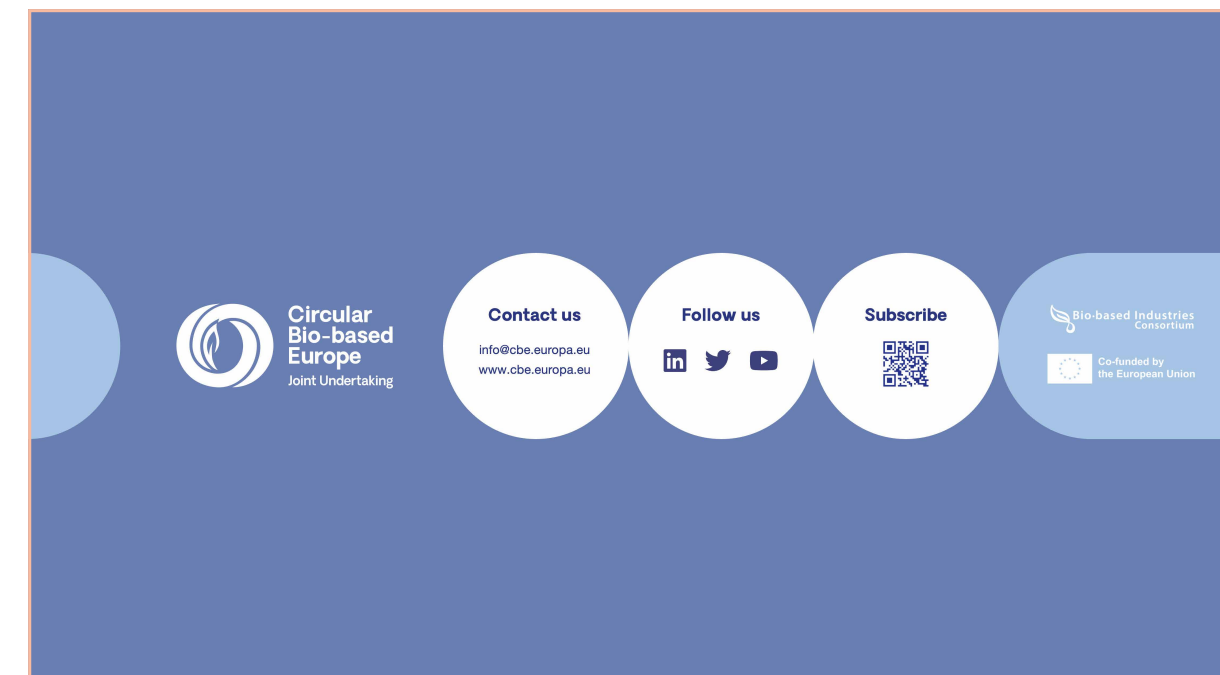 Circular
Bio-based
Europe
Joint Undertaking
Contact us
info@cbe.europa.eu
www.cbe.europa.eu
Follow us
in
Subscribe
Bio-based Industries
Consortium
Co-funded by
the European Union